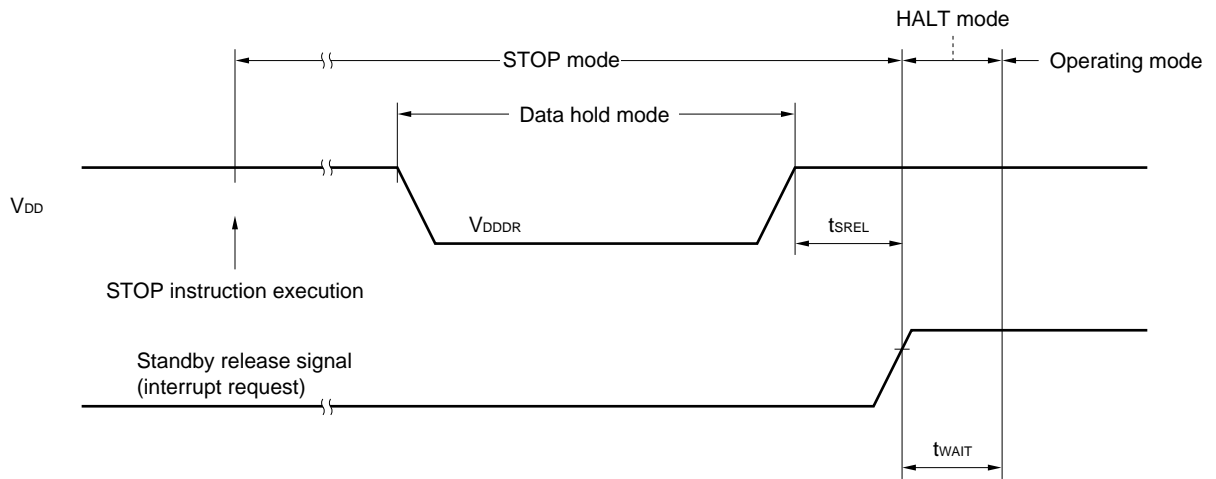 HALT mode
STOP mode
Operating mode
Data hold mode
VDD
VDDDR
tSREL
STOP instruction execution
Standby release signal
(interrupt request)
tWAIT